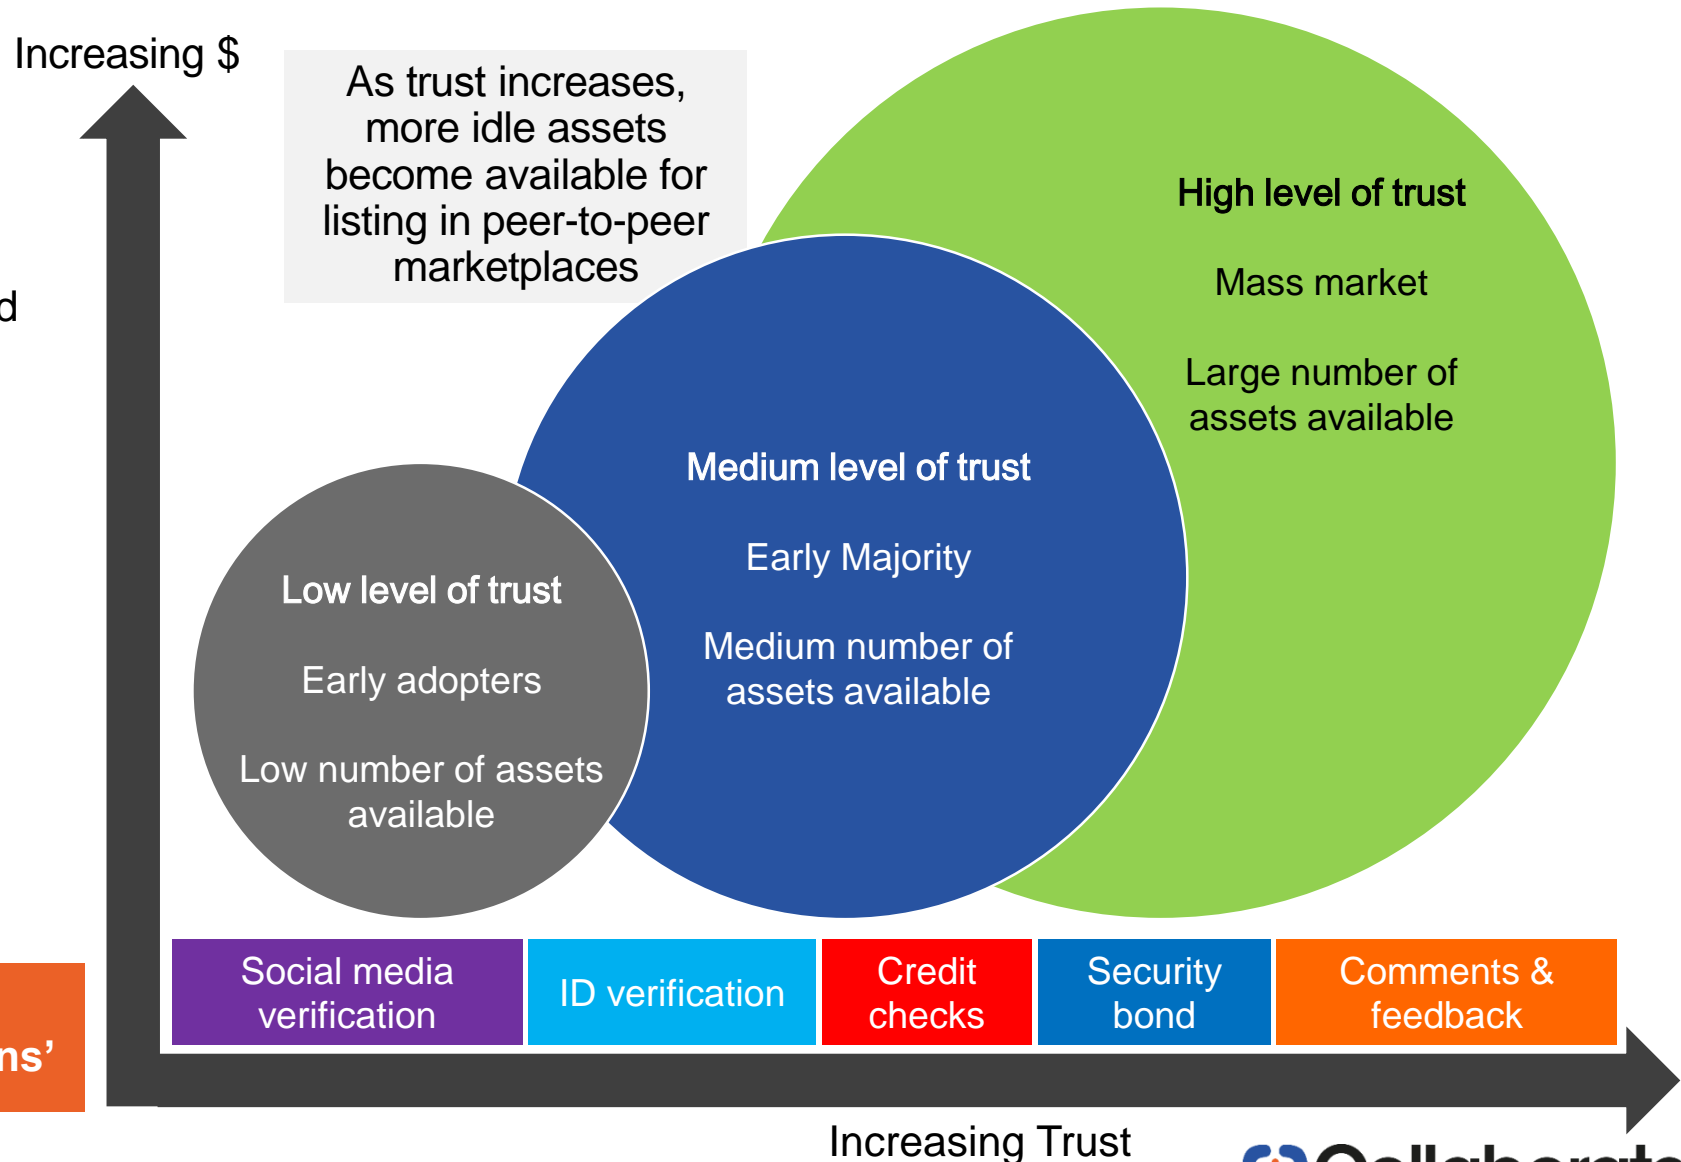 Increasing $
As trust increases,
more idle assets
become available for
listing in peer-to-peer
marketplaces
High level of trust
Mass market
Large number of
assets available
d
Medium level of trust
Early Majority
Medium number of
assets available
Low level of trust
Early adopters
Low number of assets
available
Social media
verification
ID verification
Credit
checks
Security
bond
Comments &
feedback
ns’
Increasing Trust